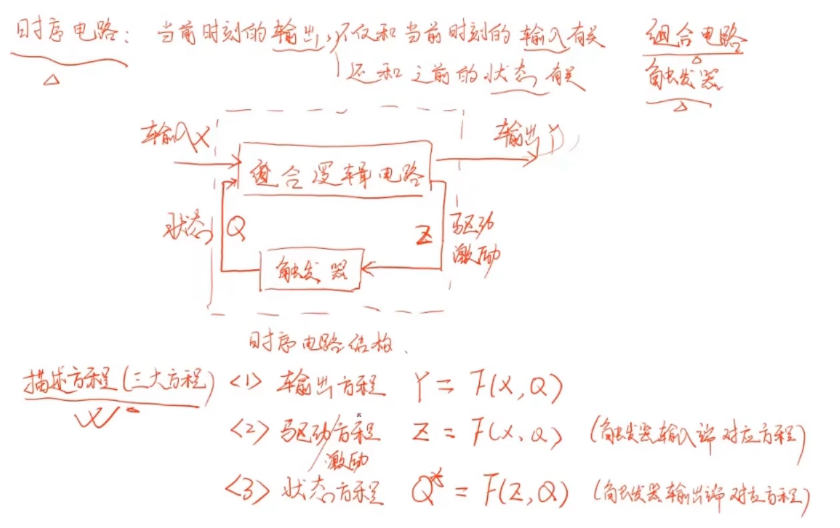 时序电路: 当前时刻的输出, 不仅和当前时刻的输入有关 组合电路
还和之前的状态有关 触发器
输入X 输出Y
组合逻辑电路
状态 Q Z 驱动
激励
触发器
时序电路结构.
描述方程(三大方程) <1> 输出方程 Y = F(X, Q)
<2> 驱动方程 Z = F(X, Q) (触发器输入端对应方程)
激励
<3> 状态方程 Q* = F(Z, Q) (触发器输出端对应方程)